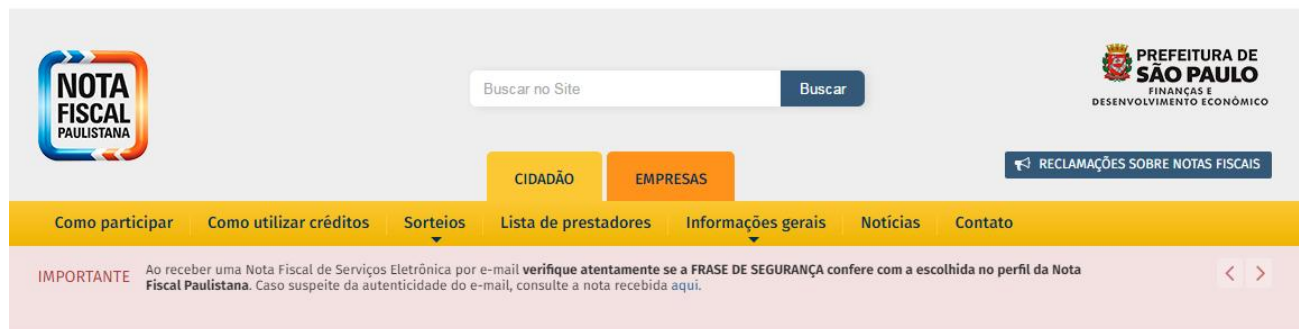 NOTA
FISCAL
PAULISTANA
Buscar no Site
Buscar
PREFEITURA DE
SÃO PAULO
FINANÇAS E
DESENVOLVIMENTO ECONÔMICO
CIDADÃO
EMPRESAS
RECLAMAÇÕES SOBRE NOTAS FISCAIS
Como participar
Como utilizar créditos
Sorteios
Lista de prestadores
Informações gerais
Notícias
Contato
IMPORTANTE
Ao receber uma Nota Fiscal de Serviços Eletrônica por e-mail verifique atentamente se a FRASE DE SEGURANÇA confere com a escolhida no perfil da Nota
Fiscal Paulistana. Caso suspeite da autenticidade do e-mail, consulte a nota recebida aqui.